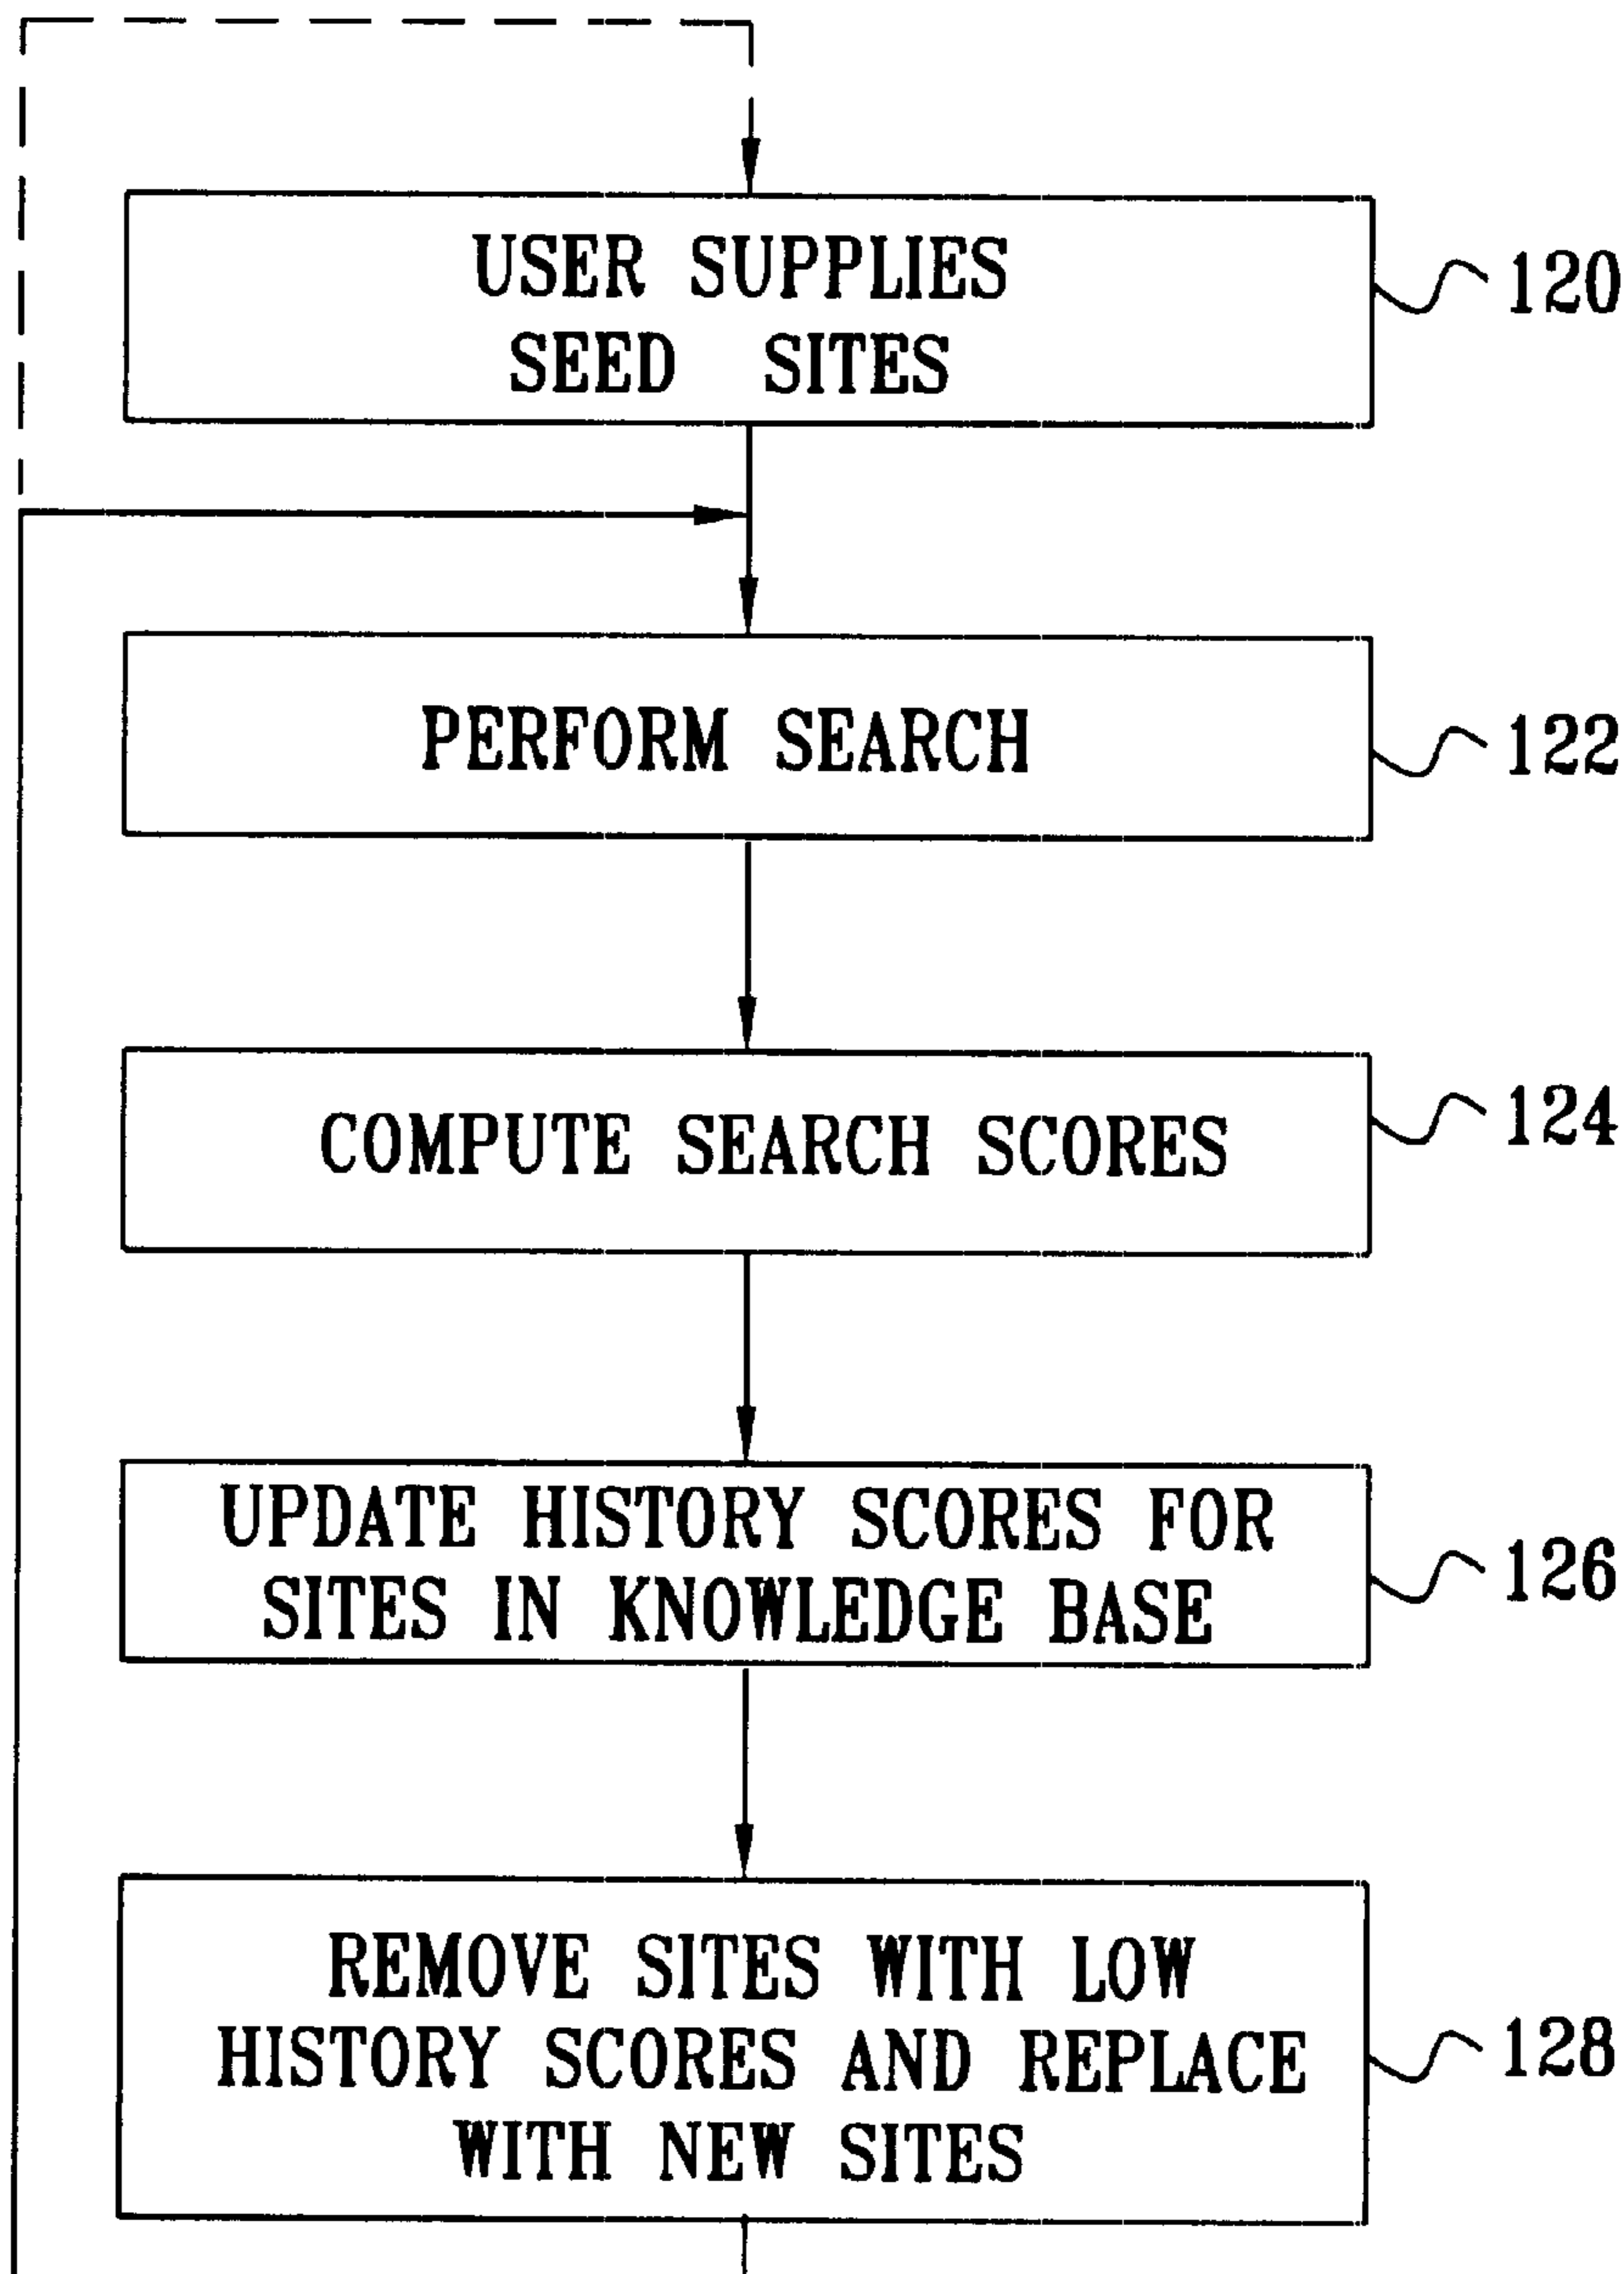 USER SUPPLIES
SEED SITES
120
PERFORM SEARCH
122
COMPUTE SEARCH SCORES
124
UPDATE HISTORY SCORES FOR
SITES IN KNOWLEDGE BASE
126
REMOVE SITES WITH LOW
HISTORY SCORES AND REPLACE
WITH NEW SITES
128